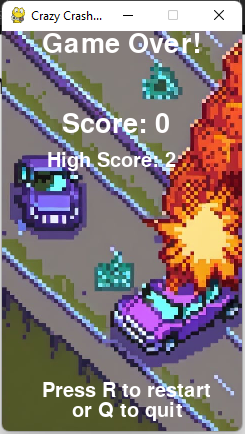 Crazy Crash...
Game Over!
Score: 0
High Score: 2
Press R to restart
or Q to quit